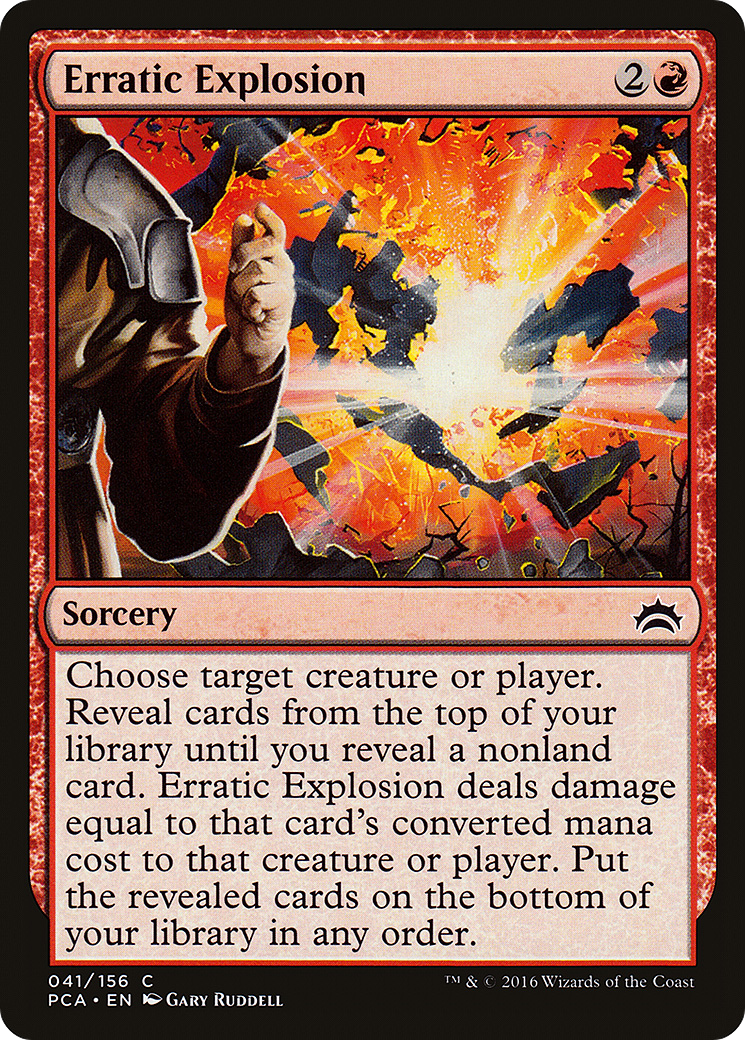 Erratic Explosion 2
Sorcery
Choose target creature or player.
Reveal cards from the top of your
library until you reveal a nonland
card. Erratic Explosion deals damage
equal to that card's converted mana
cost to that creature or player. Put
the revealed cards on the bottom of
your library in any order.
041/156 C
PCA • EN Gary Ruddell
™ & © 2016 Wizards of the Coast